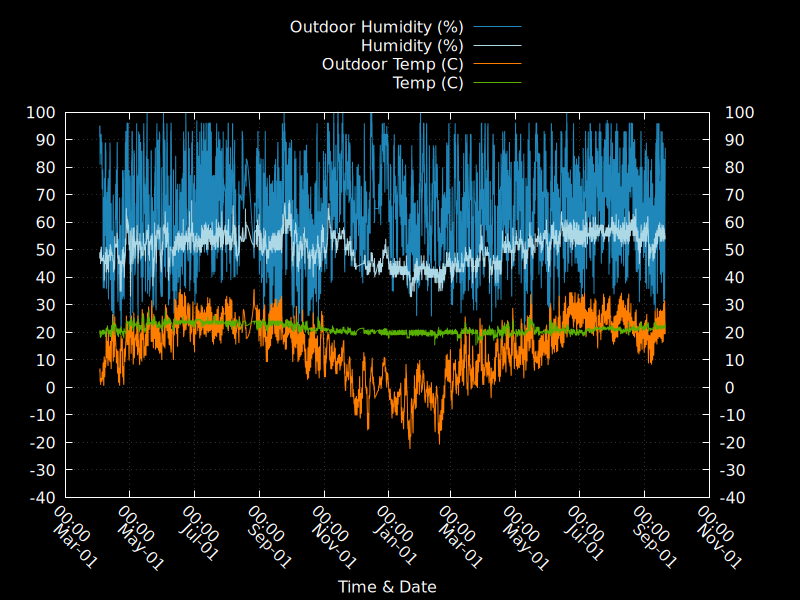 Outdoor Humidity (%)
Humidity (%)
Outdoor Temp (C)
Temp (C)
100 100
90 90
80 80
70 70
60 60
50 50
40 40
30 30
20 20
10 10
0 0
-10 -10
-20 -20
-30 -30
-40 -40
00:00
Mar-01
00:00
May-01
00:00
Jul-01
00:00
Sep-01
00:00
Nov-01
00:00
Jan-01
00:00
Mar-01
00:00
May-01
00:00
Jul-01
00:00
Sep-01
00:00
Nov-01
Time & Date